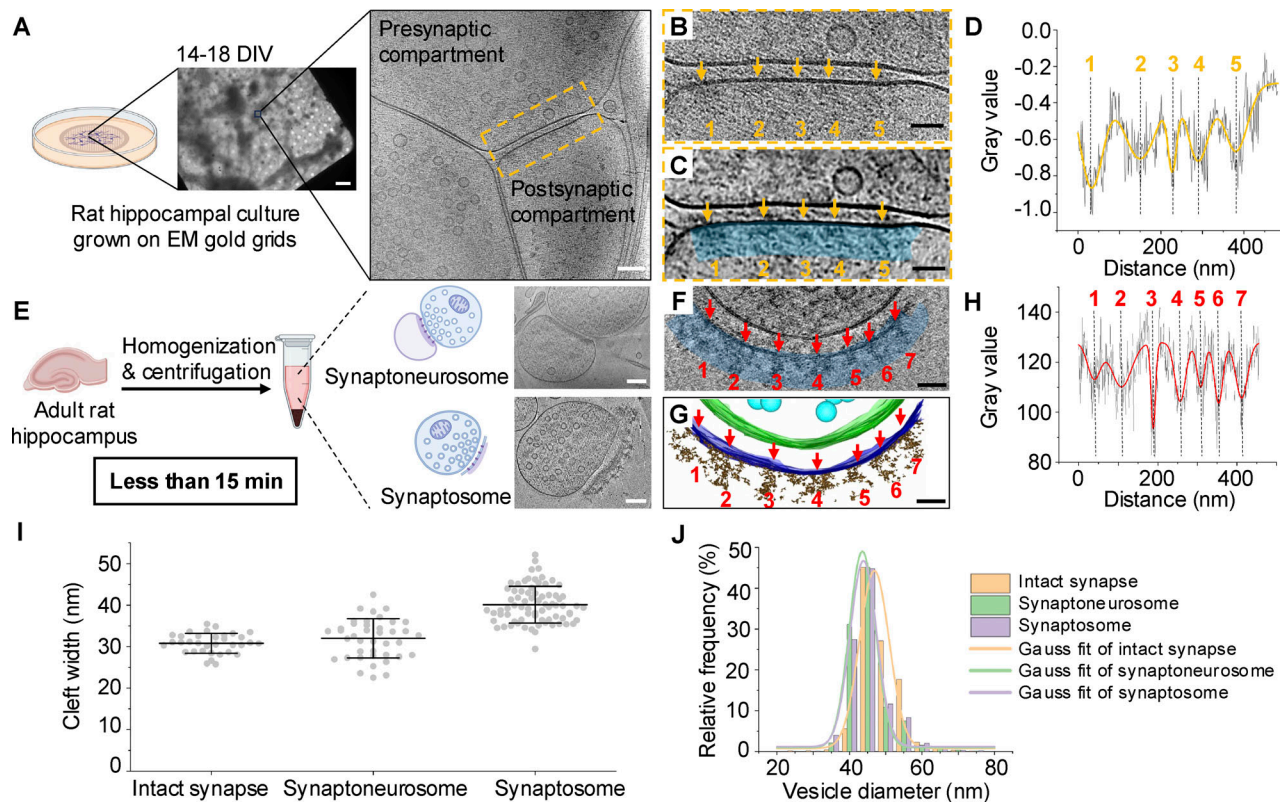 A
14-18 DIV
Rat hippocampal culture
grown on EM gold grids
Presynaptic
compartment
Postsynaptic
compartment
B
1 2 3 4 5
C
1 2 3 4 5
D
0.0
-0.2
-0.4
-0.6
-0.8
-1.0
Gray value
1 2 3 4 5
0 200 400
Distance (nm)
E
Adult rat
hippocampus
Homogenization
& centrifugation
Less than 15 min
Synaptoneurosome
Synaptosome
F
1 2 3 4 5 6 7
G
1 2 3 4 5 6 7
H
140
120
100
80
Gray value
1 2 3 4 5 6 7
0 200 400
Distance (nm)
I
50
40
30
20
10
0
Cleft width (nm)
Intact synapse Synaptoneurosome Synaptosome
J
50
40
30
20
10
0
Relative frequency (%)
20 40 60 80
Vesicle diameter (nm)
Intact synapse
Synaptoneurosome
Synaptosome
Gauss fit of intact synapse
Gauss fit of synaptoneurosome
Gauss fit of synaptosome